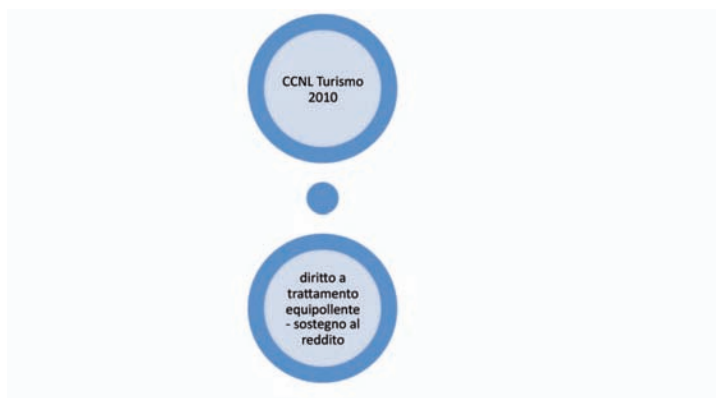 CCNL Turismo
2010
diritto a
trattamento
equipollente
- sostegno al
reddito